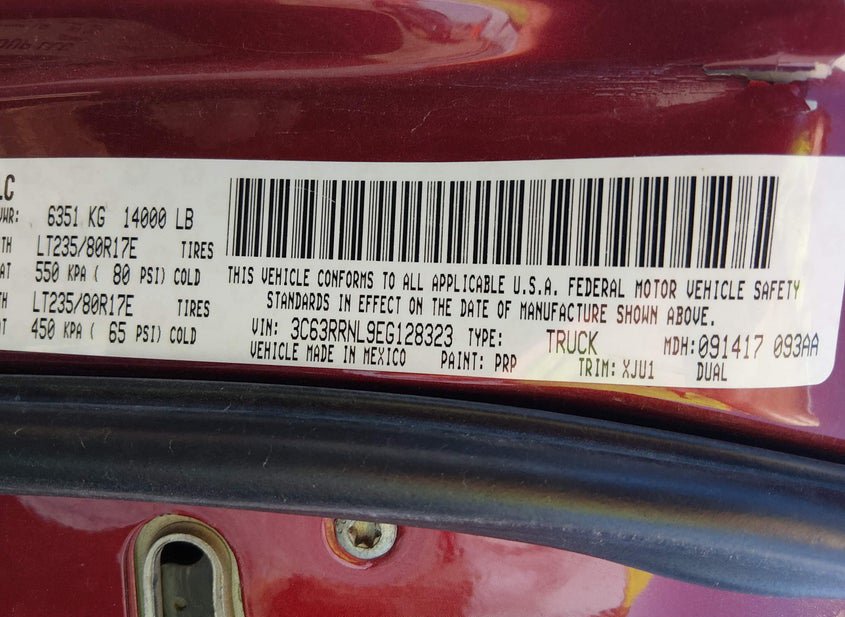 LC
VWR: 6351 KG 14000 LB
TH LT235/80R17E TIRES
AT 550 KPA ( 80 PSI) COLD
TH LT235/80R17E TIRES
AT 450 KPA ( 65 PSI) COLD
THIS VEHICLE CONFORMS TO ALL APPLICABLE U.S.A. FEDERAL MOTOR VEHICLE SAFETY
STANDARDS IN EFFECT ON THE DATE OF MANUFACTURE SHOWN ABOVE.
VIN: 3C63RRNL9EG128323 TYPE: TRUCK MDH: 091417 093AA
VEHICLE MADE IN MEXICO PAINT: PRP TRIM: XJU1 DUAL